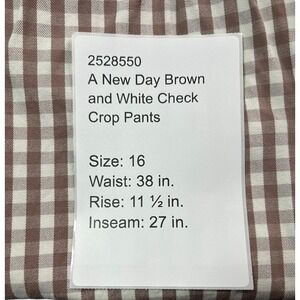 2528550
A New Day Brown
and White Check
Crop Pants
Size: 16
Waist: 38 in.
Rise: 11 ½ in.
Inseam: 27 in.